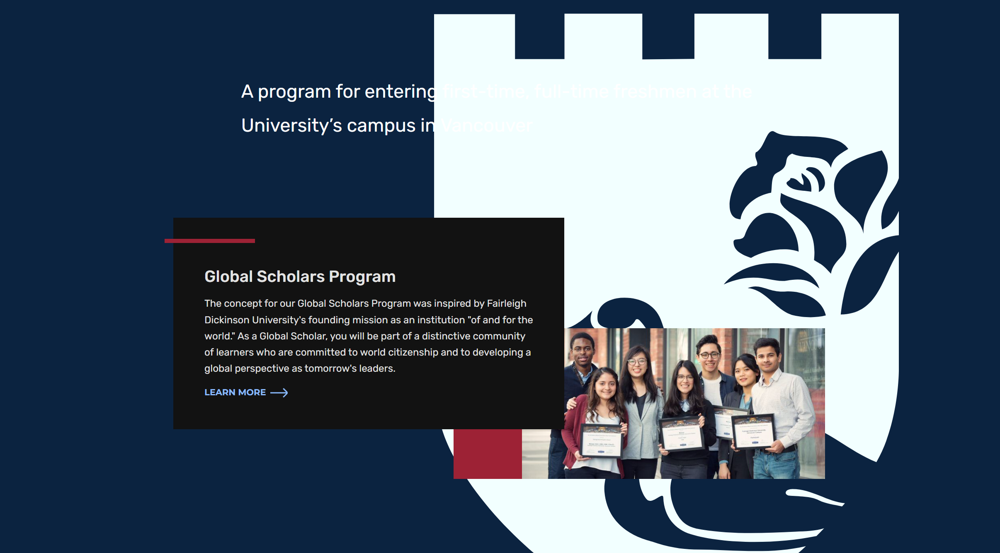 A program for entering first-time, full-time freshmen at the
University’s campus in Vancouver
Global Scholars Program
The concept for our Global Scholars Program was inspired by Fairleigh
Dickinson University's founding mission as an institution "of and for the
world." As a Global Scholar, you will be part of a distinctive community
of learners who are committed to world citizenship and to developing a
global perspective as tomorrow's leaders.
LEARN MORE